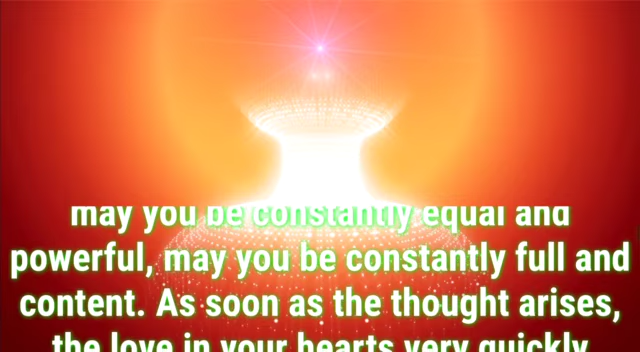 may you be constantly equal and
powerful, may you be constantly full and
content. As soon as the thought arises,
the love in your hearts very quickly